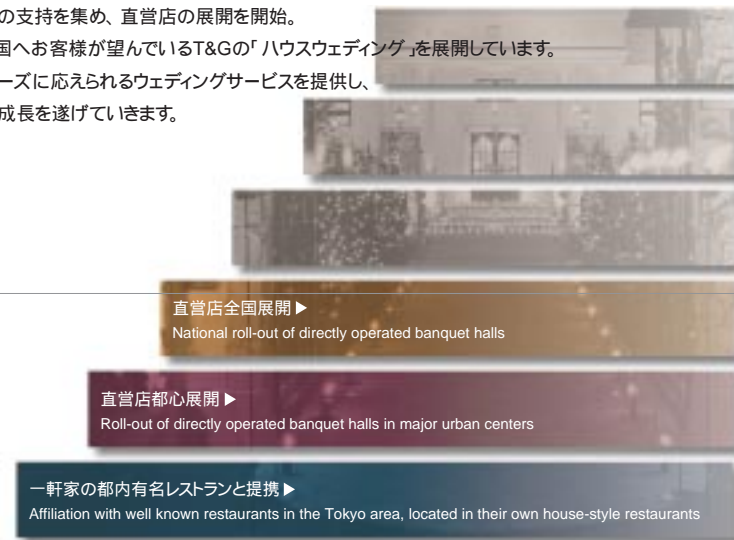 の支持を集め、直営店の展開を開始。
国へお客様が望んでいるT&Gの「ハウスウェディング」を展開しています。
ーズに応えられるウェディングサービスを提供し、
成長を遂げていきます。
直営店全国展開▶
National roll-out of directly operated banquet halls
直営店都心展開▶
Roll-out of directly operated banquet halls in major urban centers
一軒家の都内有名レストランと提携▶
Affiliation with well known restaurants in the Tokyo area, located in their own house-style restaurants